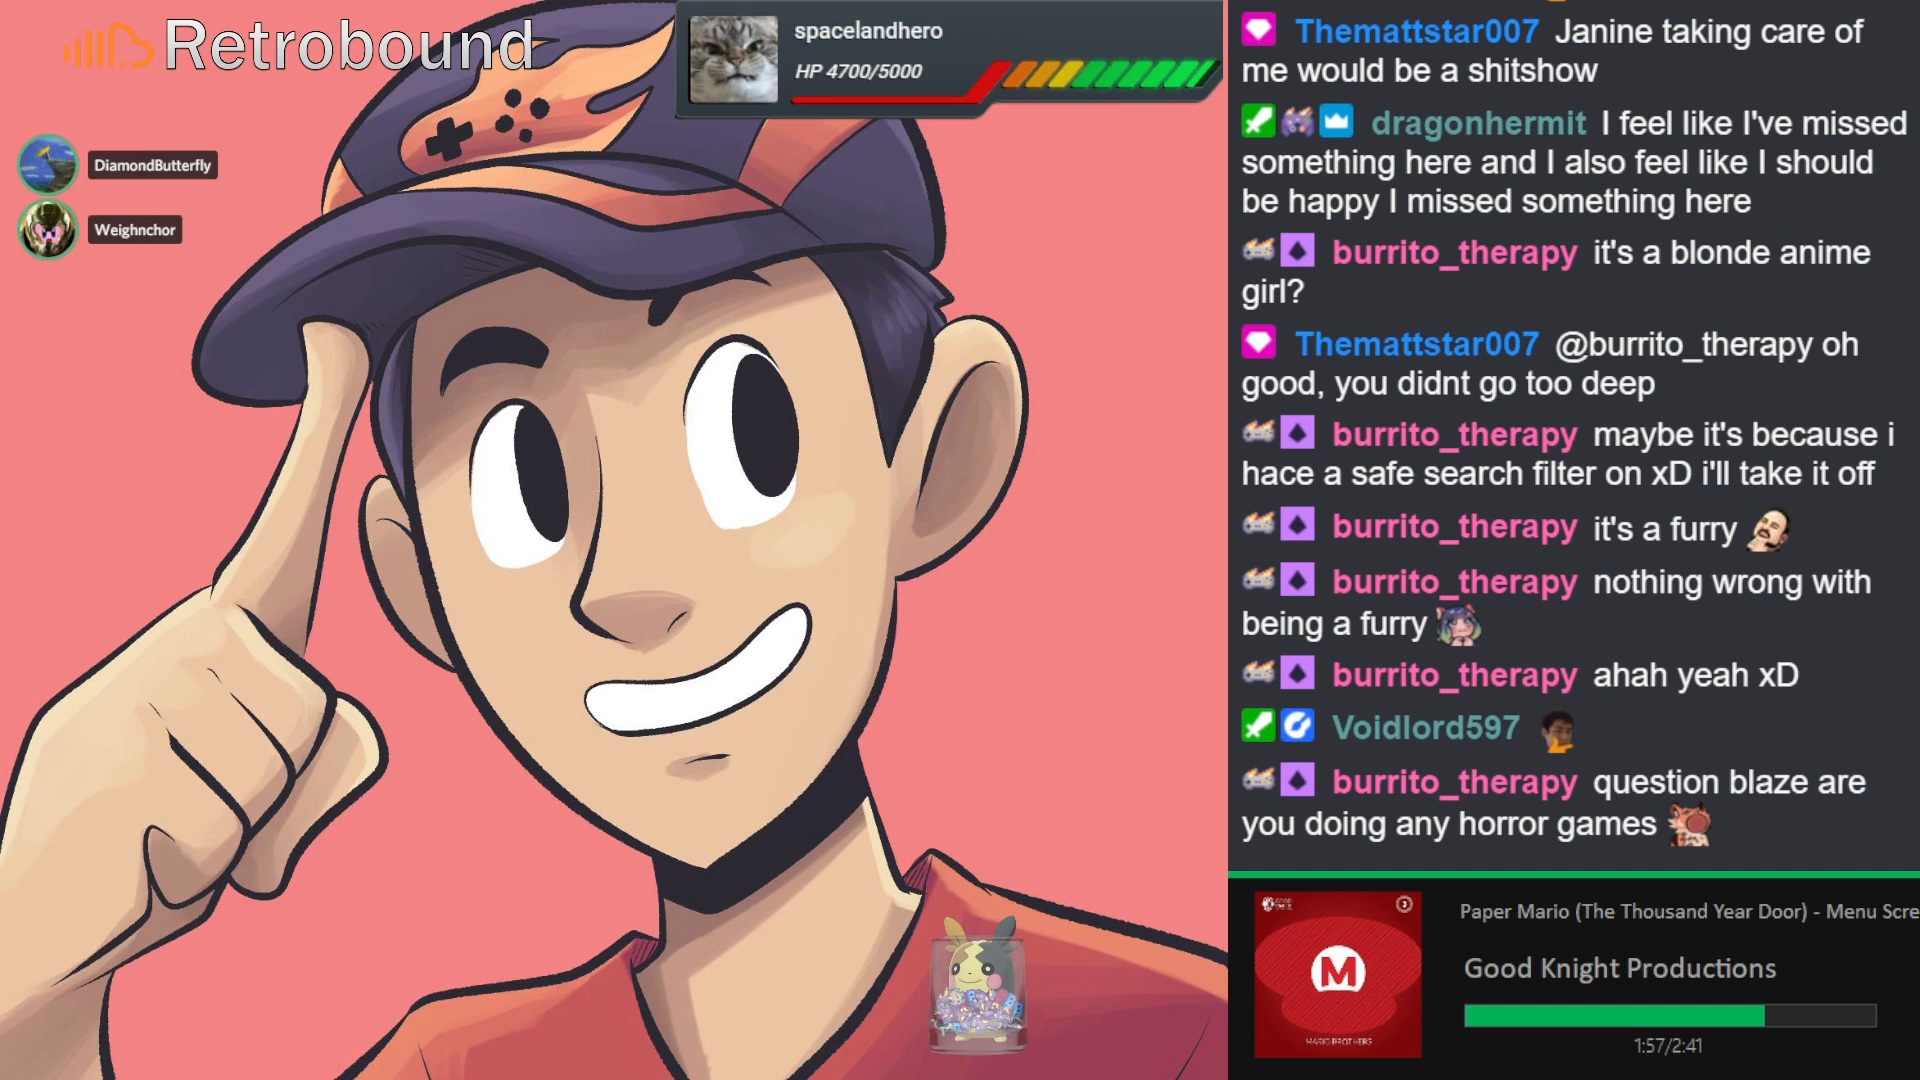 Retrobound
spacelandhero
HP 4700/5000
DiamondButterfly
Weighnchor
Themattstar007 Janine taking care of
me would be a shitshow
dragonhermit I feel like I've missed
something here and I also feel like I should
be happy I missed something here
burrito_therapy it's a blonde anime
girl?
Themattstar007 @burrito_therapy oh
good, you didnt go too deep
burrito_therapy maybe it's because i
hace a safe search filter on xD i'll take it off
burrito_therapy it's a furry
burrito_therapy nothing wrong with
being a furry
burrito_therapy ahah yeah xD
Voidlord597
burrito_therapy question blaze are
you doing any horror games
M
MARIO BROTHERS
Paper Mario (The Thousand Year Door) - Menu Scre
Good Knight Productions
1:57/2:41